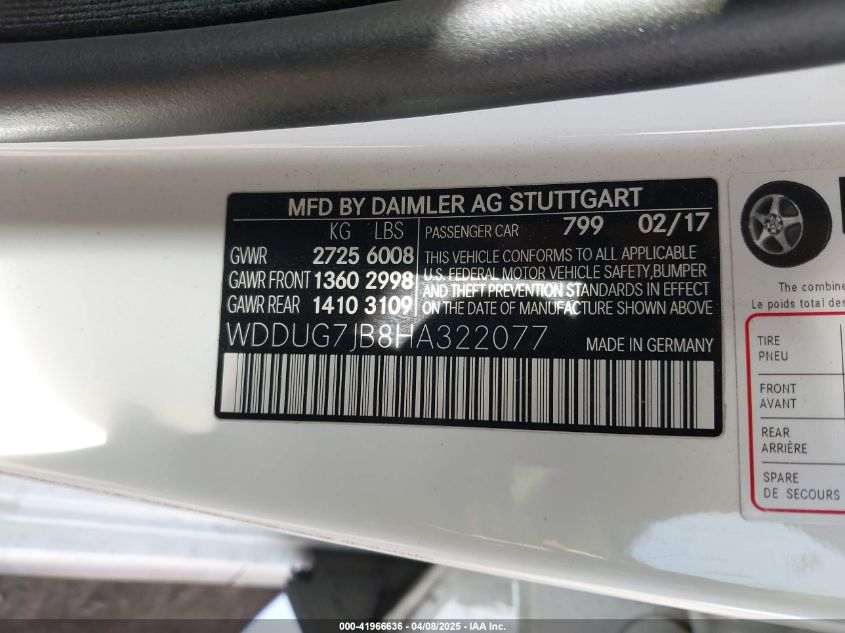 MFD BY DAIMLER AG STUTTGART
KG LBS
GVWR 2725 6008
GAWR FRONT 1360 2998
GAWR REAR 1410 3109
PASSENGER CAR 799 02/17
THIS VEHICLE CONFORMS TO ALL APPLICABLE
U.S. FEDERAL MOTOR VEHICLE SAFETY,BUMPER
AND THEFT PREVENTION STANDARDS IN EFFECT
ON THE DATE OF MANUFACTURE SHOWN ABOVE
WDDUG7JB8HA322077
MADE IN GERMANY
The combine
Le poids total des
TIRE
PNEU
FRONT
AVANT
REAR
ARRIÈRE
SPARE
DE SECOURS
000-41966636 - 04/08/2025 - IAA Inc.